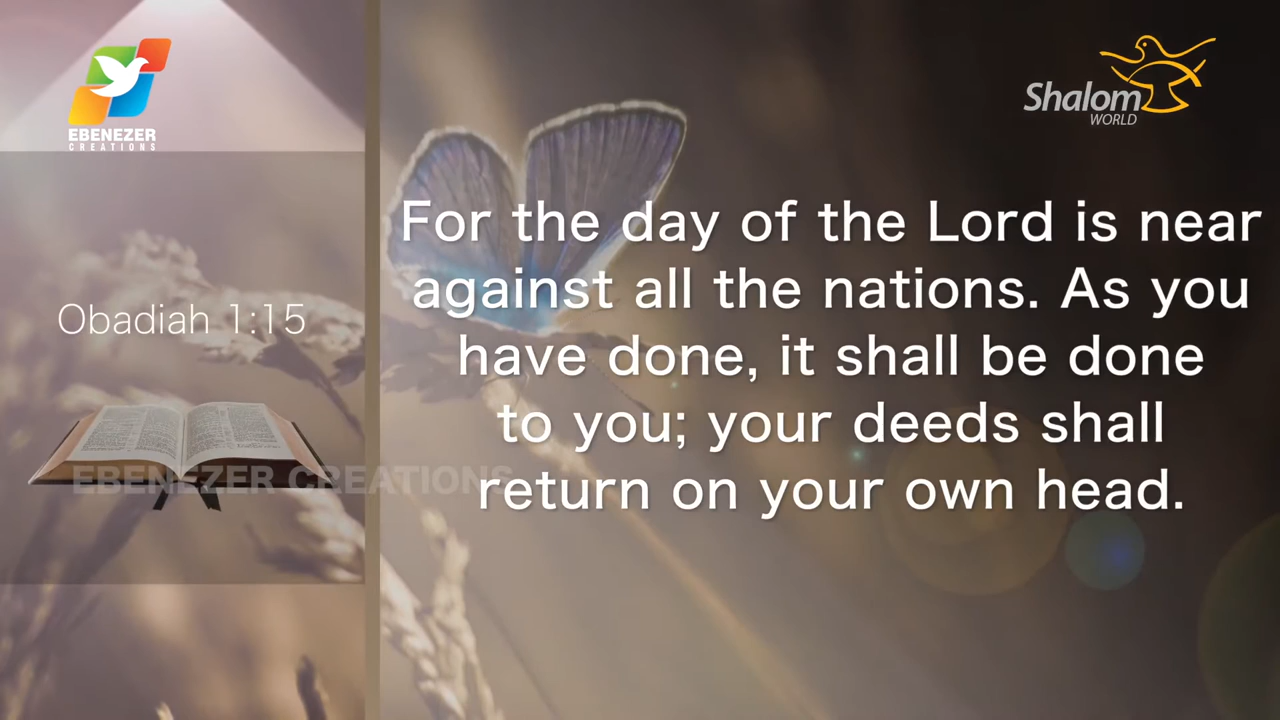 EBENEZER
CREATIONS
Shalom
WORLD
Obadiah 1:15
For the day of the Lord is near
against all the nations. As you
have done, it shall be done
to you; your deeds shall
return on your own head.
EBENEZER CREATIONS